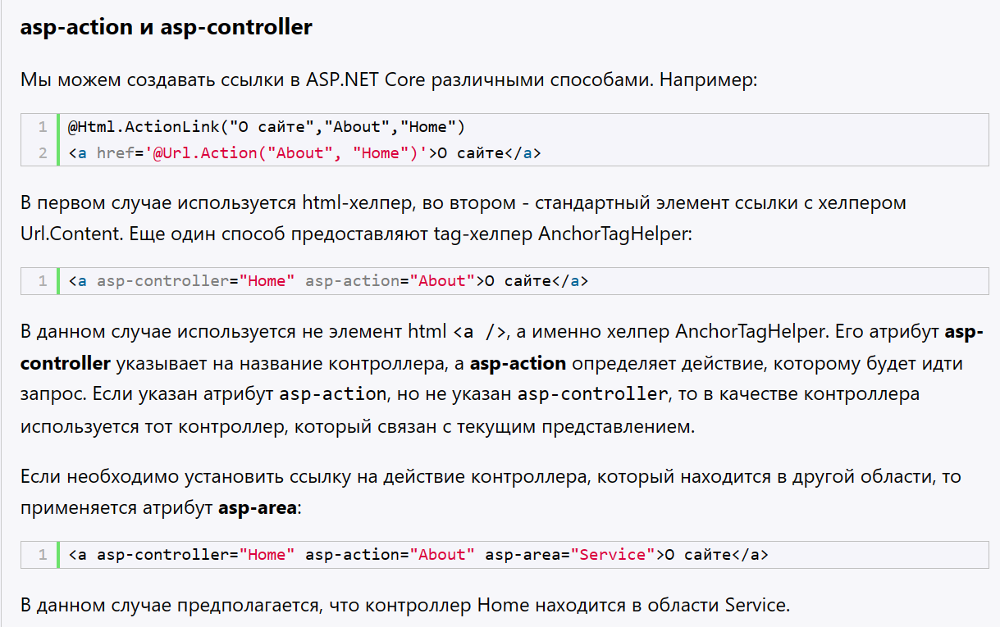 asp-action и asp-controller
Мы можем создавать ссылки в ASP.NET Core различными способами. Например:
1 @Html.ActionLink("О сайте","About","Home")
2 <a href='@Url.Action("About", "Home")'>О сайте</a>
В первом случае используется html-хелпер, во втором - стандартный элемент ссылки с хелпером
Url.Content. Еще один способ предоставляют tag-хелпер AnchorTagHelper:
1 <a asp-controller="Home" asp-action="About">О сайте</a>
В данном случае используется не элемент html <a />, а именно хелпер AnchorTagHelper. Его атрибут asp-
controller указывает на название контроллера, а asp-action определяет действие, которому будет идти
запрос. Если указан атрибут asp-action, но не указан asp-controller, то в качестве контроллера
используется тот контроллер, который связан с текущим представлением.
Если необходимо установить ссылку на действие контроллера, который находится в другой области, то
применяется атрибут asp-area:
1 <a asp-controller="Home" asp-action="About" asp-area="Service">О сайте</a>
В данном случае предполагается, что контроллер Home находится в области Service.